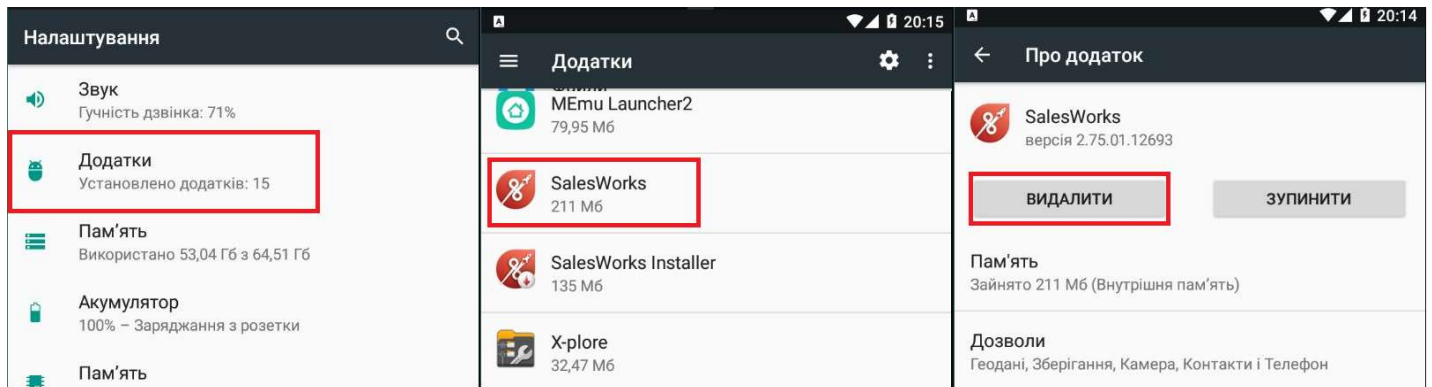 Налаштування
Звук
Гучність дзвінка: 71%
Додатки
Установлено додатків: 15
Пам’ять
Використано 53,04 Гб з 64,51 Гб
Акумулятор
100% – Заряджання з розетки
Пам’ять
A
20:15
Додатки
MEmu Launcher2
79,95 Мб
SalesWorks
211 Мб
SalesWorks Installer
135 Мб
X-plore
32,47 Мб
A
20:14
Про додаток
SalesWorks
версія 2.75.01.12693
ВИДАЛИТИ
ЗУПИНИТИ
Пам’ять
Зайнято 211 Мб (Внутрішня пам’ять)
Дозволи
Геодані, Зберігання, Камера, Контакти і Телефон